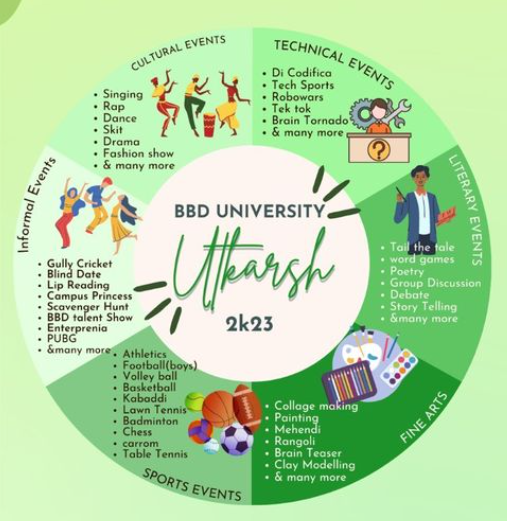 CULTURAL EVENTS
Singing
Rap
Dance
Skit
Drama
Fashion show
& many more
TECHNICAL EVENTS
Di Codifica
Tech Sports
Robowars
Tek tok
Brain Tornado
& many more
?
LITERARY EVENTS
Tail the tale
word games
Poetry
Group Discussion
Debate
Story Telling
&many more
FINE ARTS
Collage making
Painting
Mehendi
Rangoli
Brain Teaser
Clay Modelling
& many more
SPORTS EVENTS
Athletics
Football(boys)
Volley ball
Basketball
Kabaddi
Lawn Tennis
Badminton
Chess
carrom
Table Tennis
Informal Events
Gully Cricket
Blind Date
Lip Reading
Campus Princess
Scavenger Hunt
BBD talent Show
Enterprenia
PUBG
&many more
BBD UNIVERSITY
Utkarsh
2k23